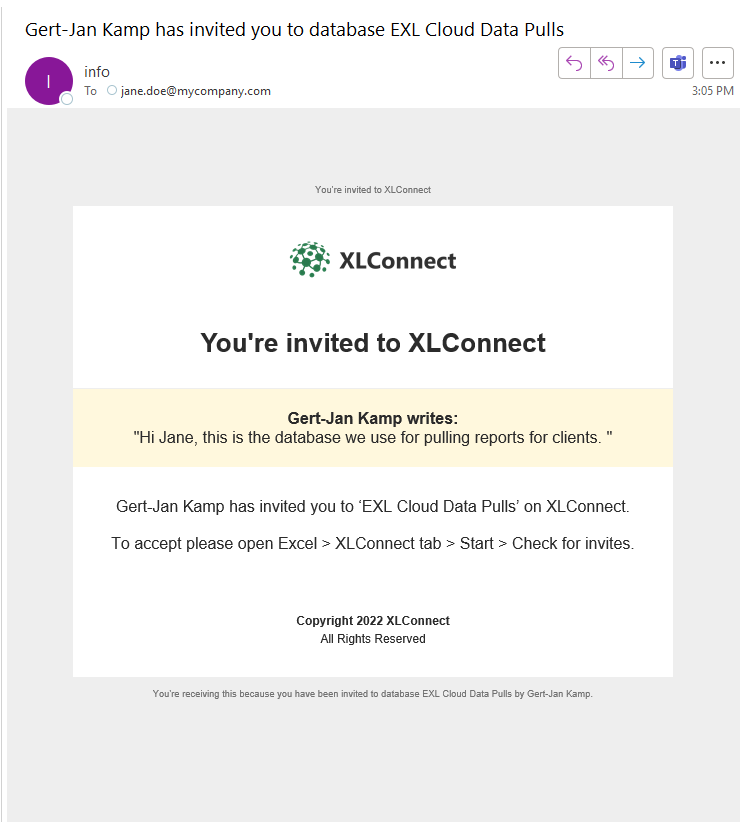 Gert-Jan Kamp has invited you to database EXL Cloud Data Pulls
I
info
To jane.doe@mycompany.com
3:05 PM
You're invited to XLConnect
XLConnect
You're invited to XLConnect
Gert-Jan Kamp writes:
"Hi Jane, this is the database we use for pulling reports for clients. "
Gert-Jan Kamp has invited you to ‘EXL Cloud Data Pulls’ on XLConnect.
To accept please open Excel > XLConnect tab > Start > Check for invites.
Copyright 2022 XLConnect
All Rights Reserved
You're receiving this because you have been invited to database EXL Cloud Data Pulls by Gert-Jan Kamp.